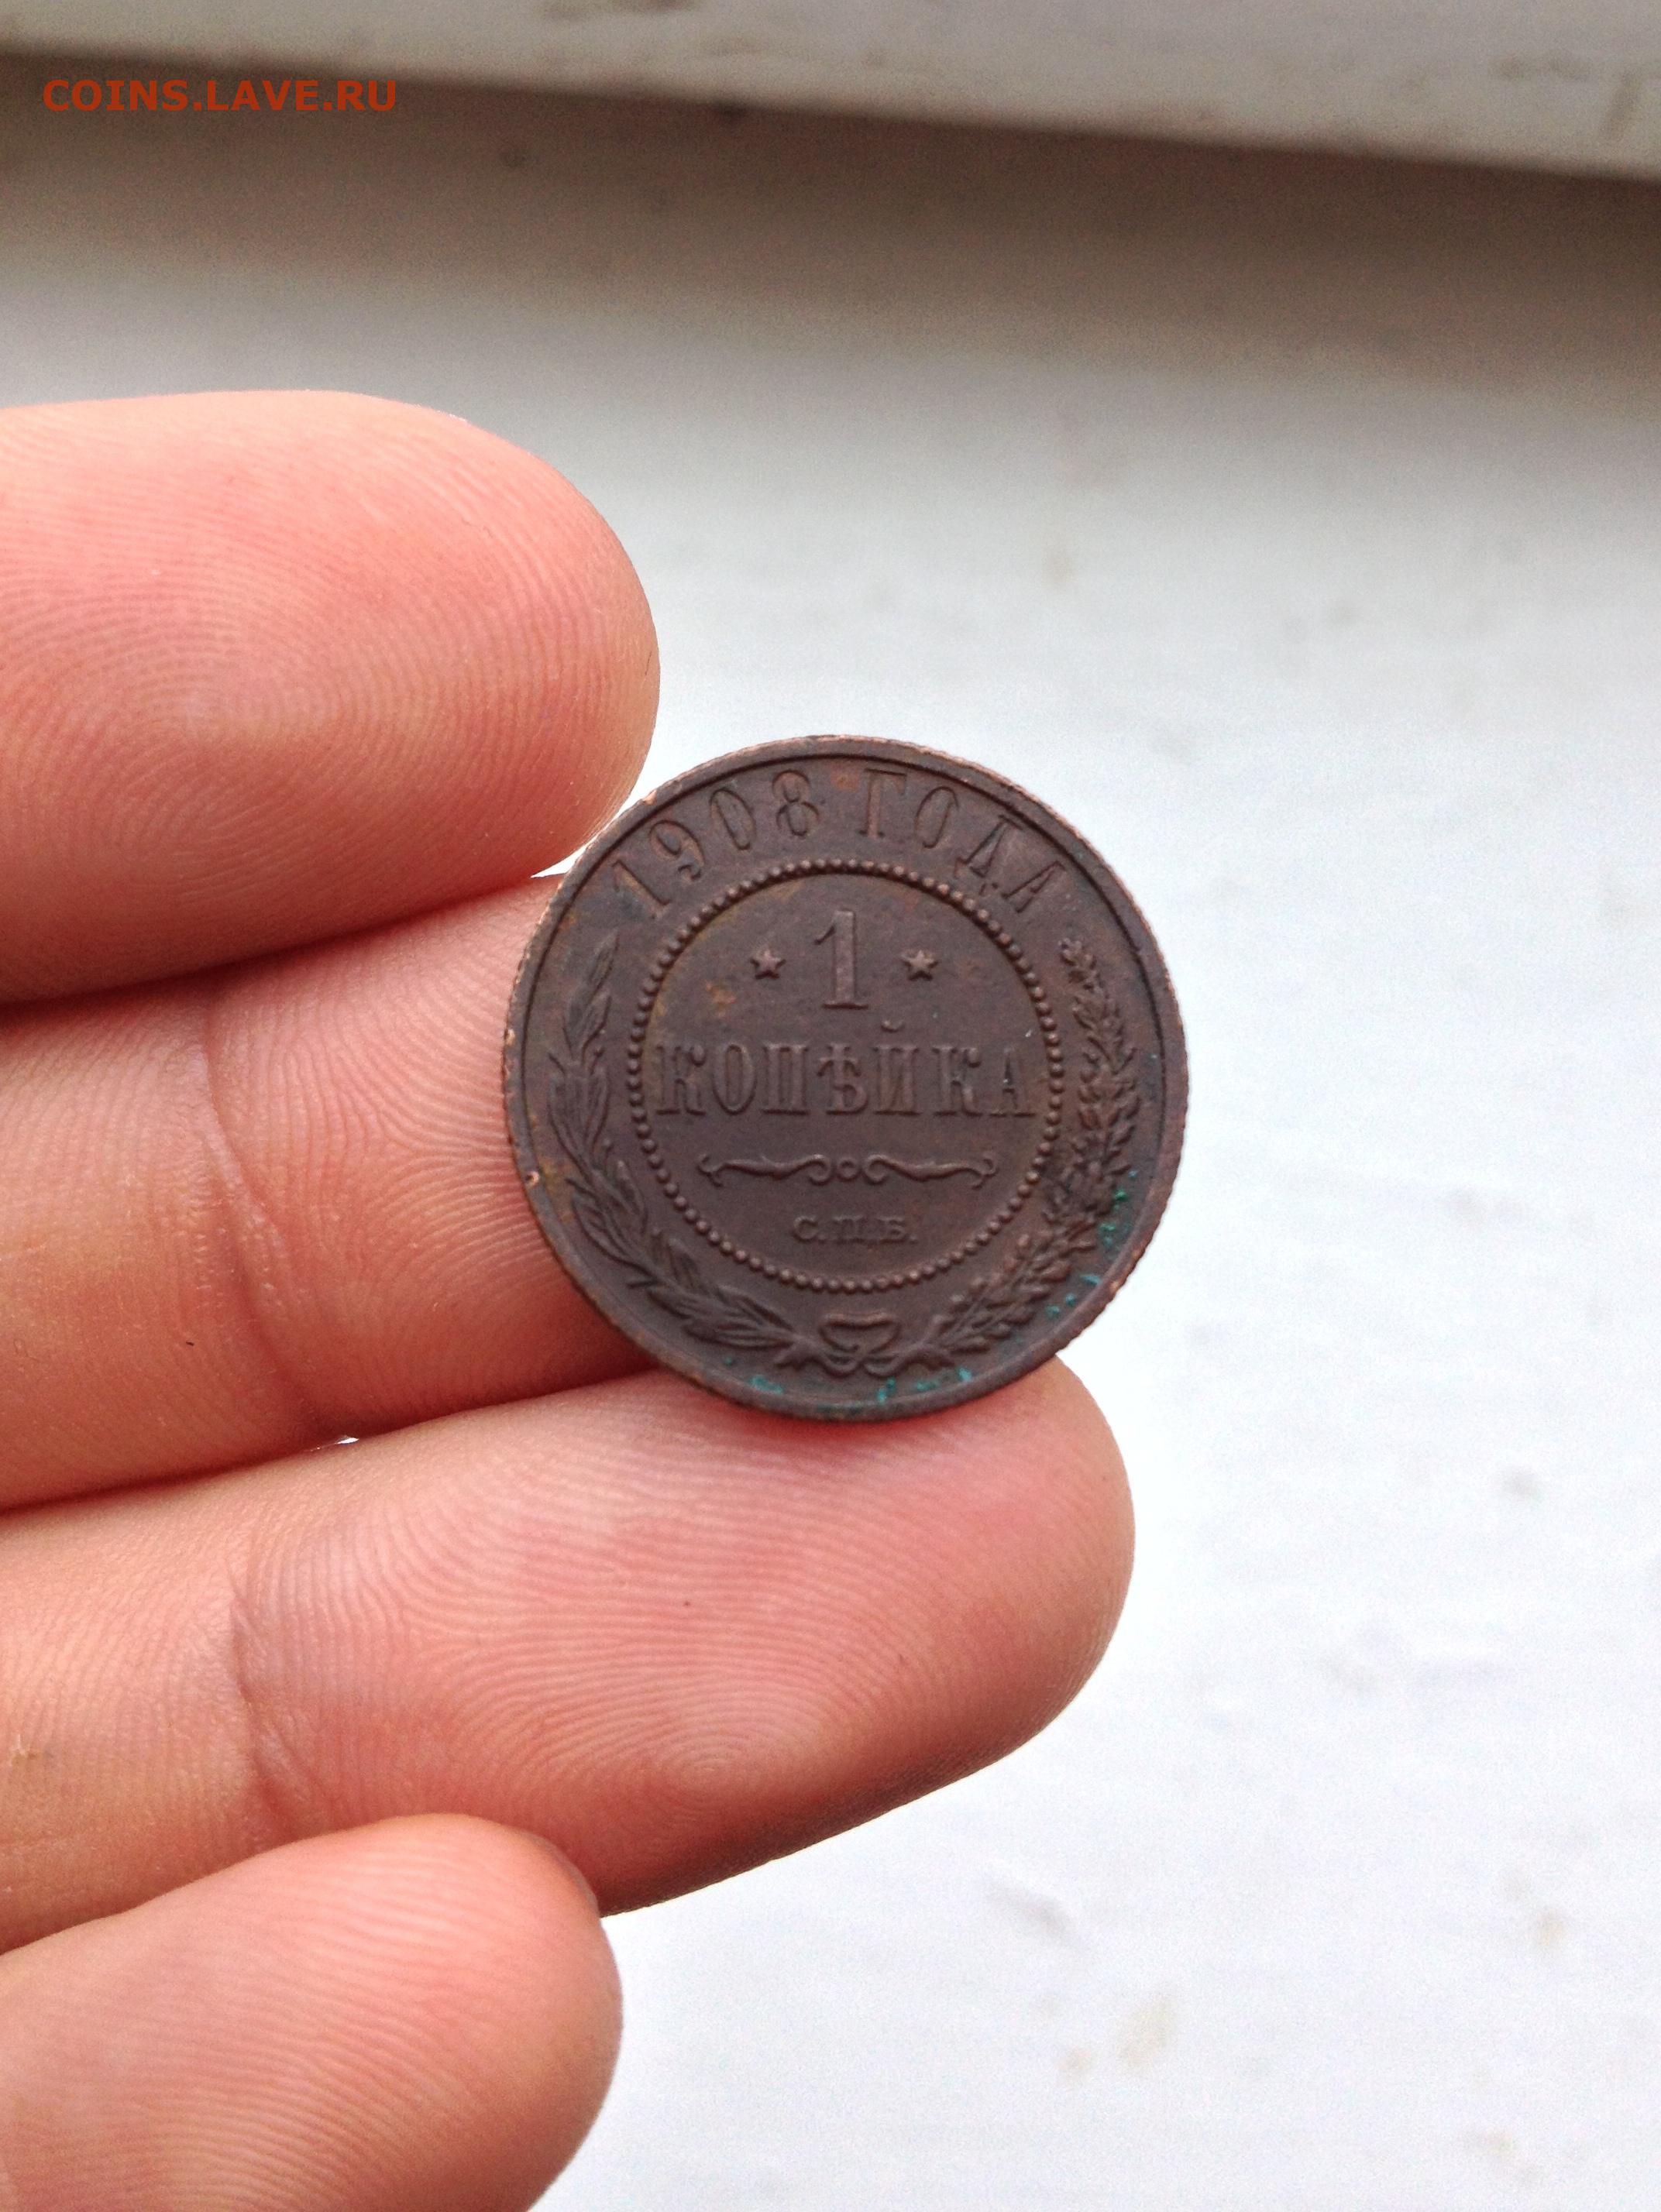 COINS.LAVE.RU
1908 ГОДА
★ 1 ★
КОПѢЙКА
С.П.Б.